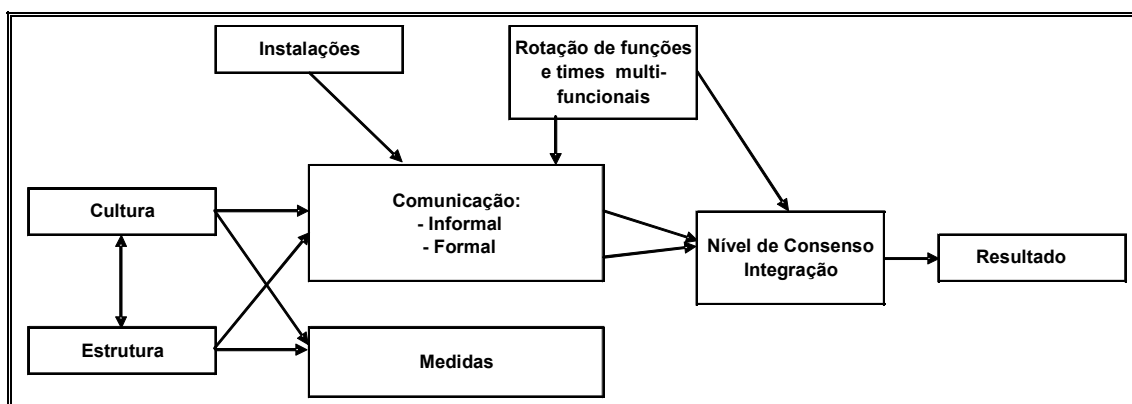 Instalações
Rotação de funções
e times multi-
funcionais
Comunicação:
- Informal
- Formal
Cultura
Nível de Consenso
Integração
Resultado
Estrutura
Medidas